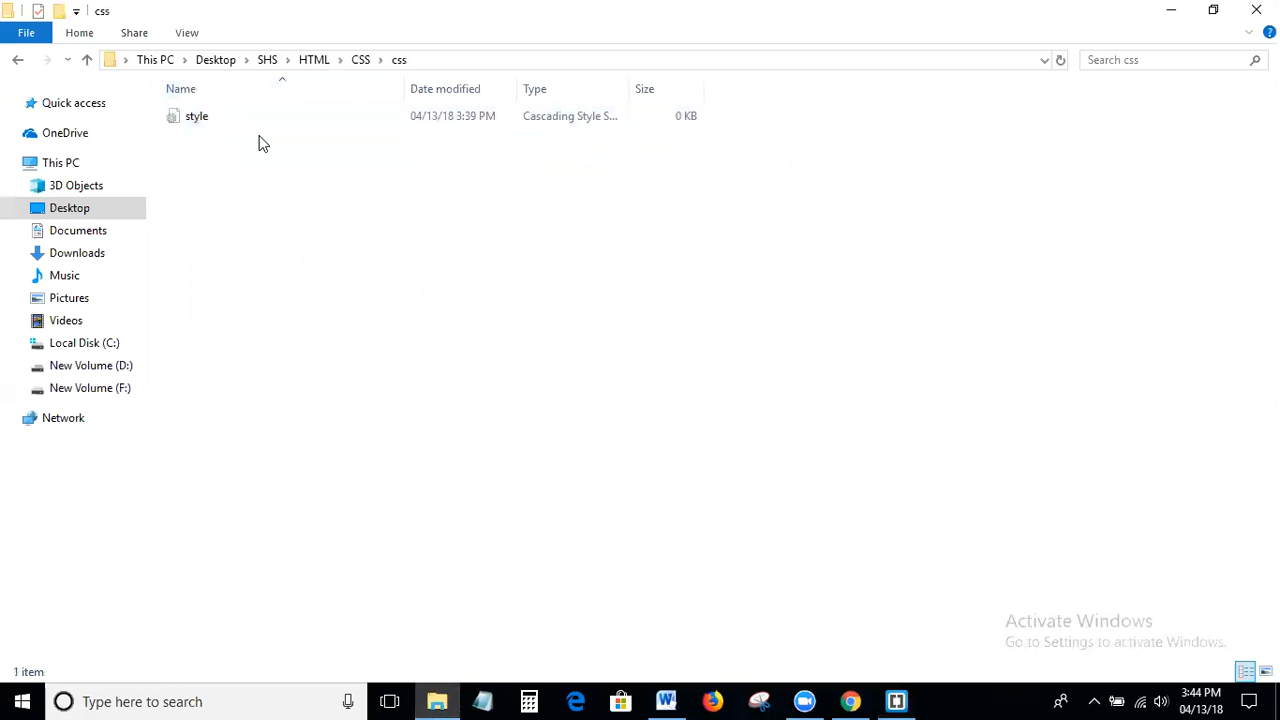 css
File Home Share View
This PC Desktop SHS HTML CSS css Search css
Name Date modified Type Size
style 04/13/18 3:39 PM Cascading Style S... 0 KB
Quick access
OneDrive
This PC
3D Objects
Desktop
Documents
Downloads
Music
Pictures
Videos
Local Disk (C:)
New Volume (D:)
New Volume (F:)
Network
Activate Windows
Go to Settings to activate Windows.
1 item
Type here to search
3:44 PM
04/13/18